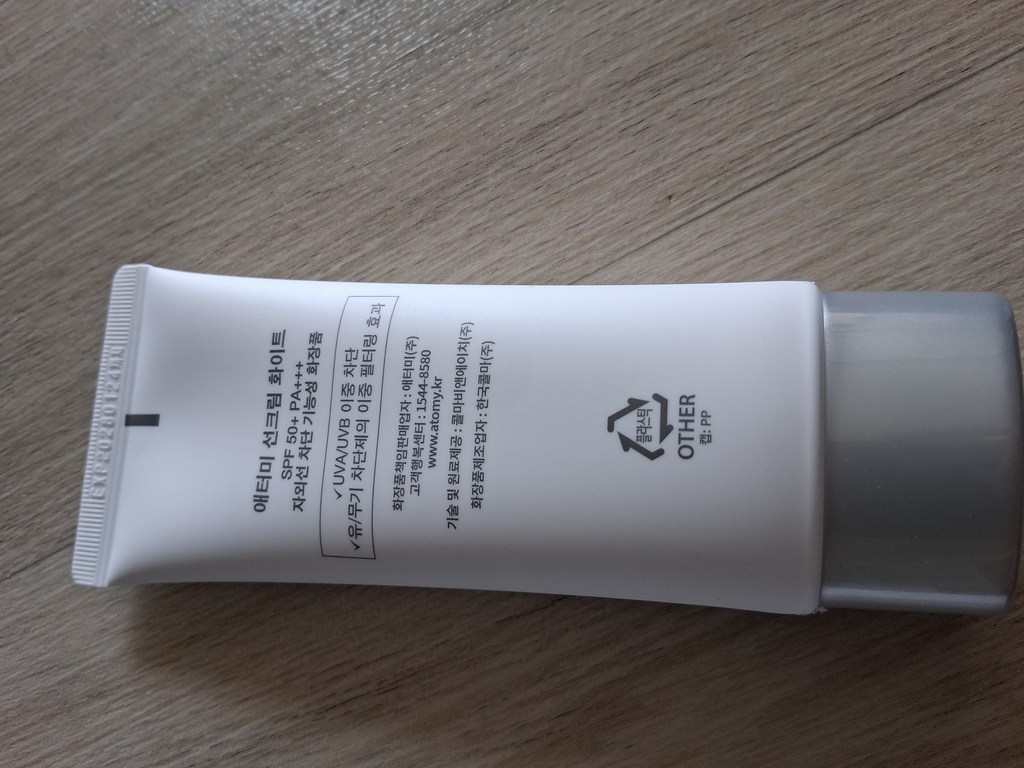 애터미 선크림 화이트
SPF 50+ PA+++
자외선 차단 기능성 화장품
✓UVA/UVB 이중 차단
✓유/무기 차단제의 이중 필터링 효과
화장품책임판매업자 : 애터미(주)
고객행복센터 : 1544-8580
www.atomy.kr
기술 및 원료제공 : 콜마비앤에이치(주)
화장품제조업자 : 한국콜마(주)
플라스틱
OTHER
캡: PP